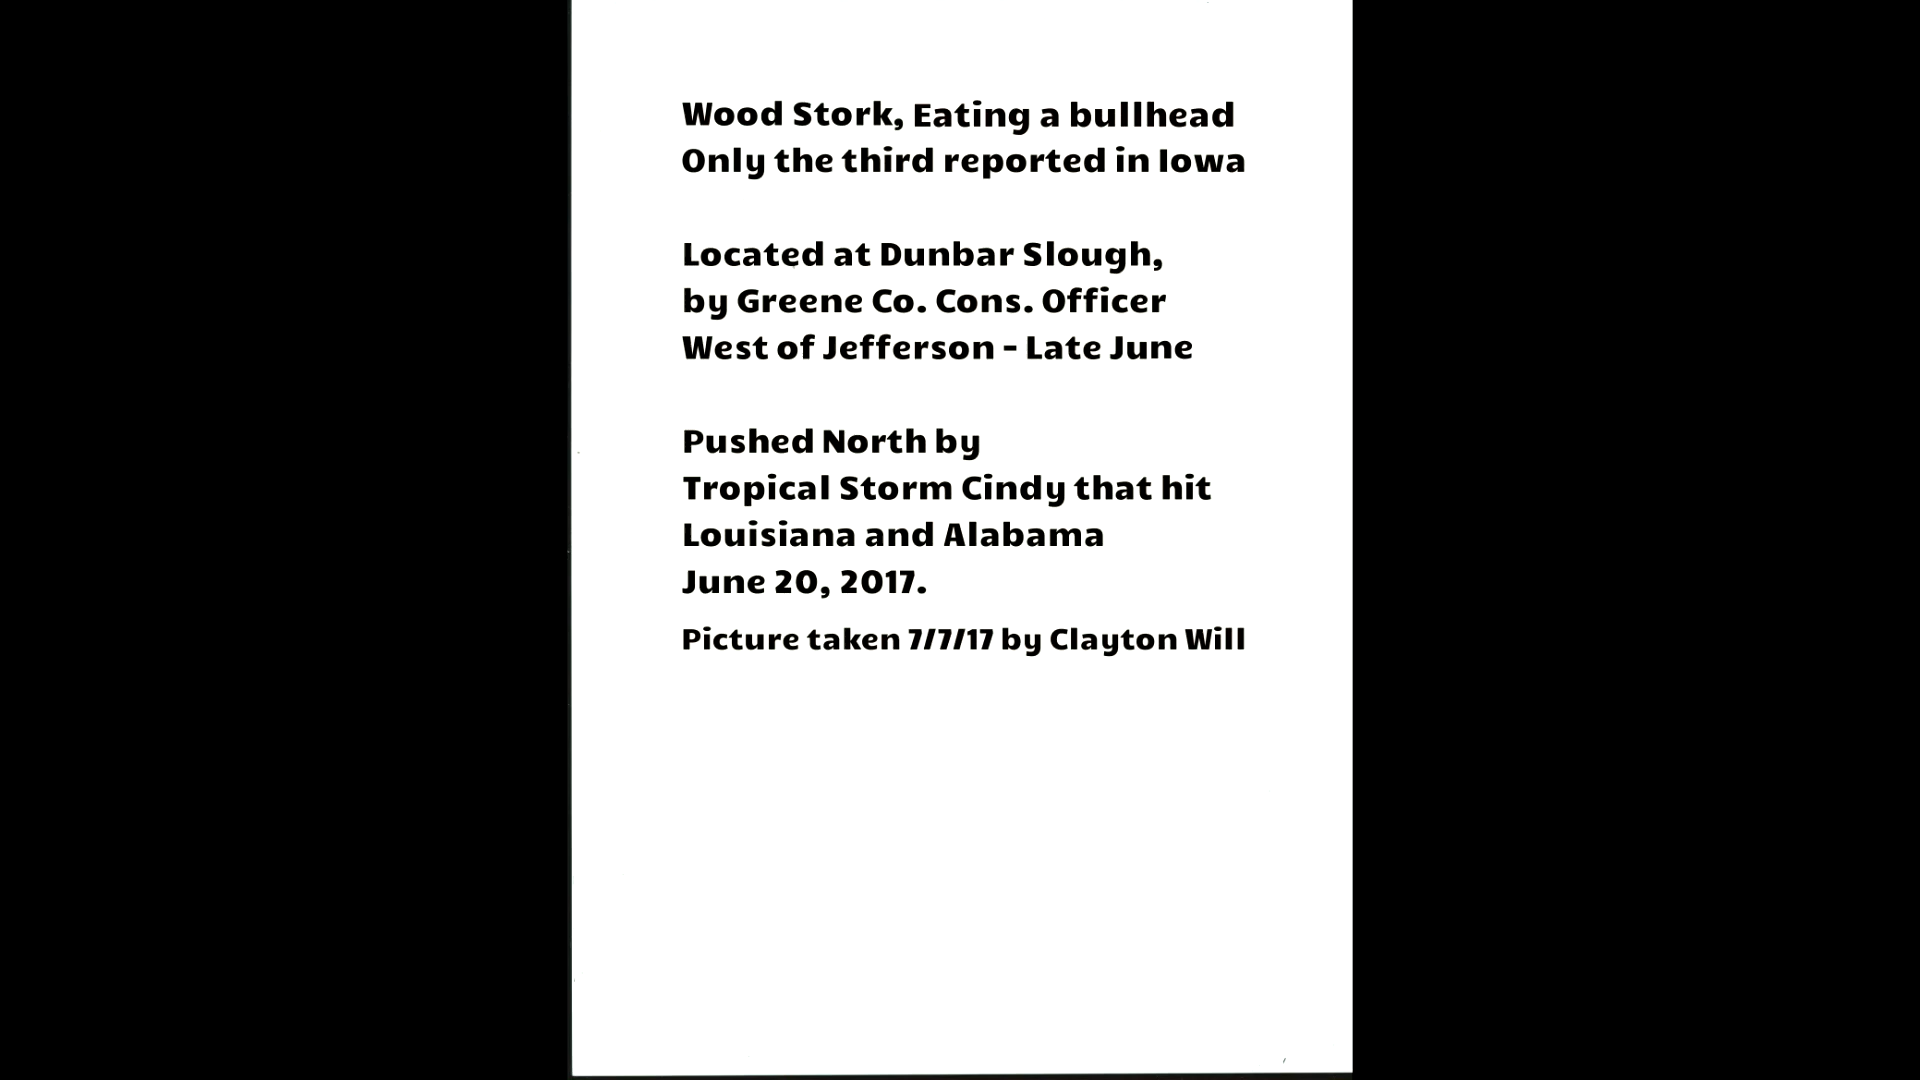 Wood Stork, Eating a bullhead
Only the third reported in Iowa
Located at Dunbar Slough,
by Greene Co. Cons. Officer
West of Jefferson - Late June
Pushed North by
Tropical Storm Cindy that hit
Louisiana and Alabama
June 20, 2017.
Picture taken 7/7/17 by Clayton Will